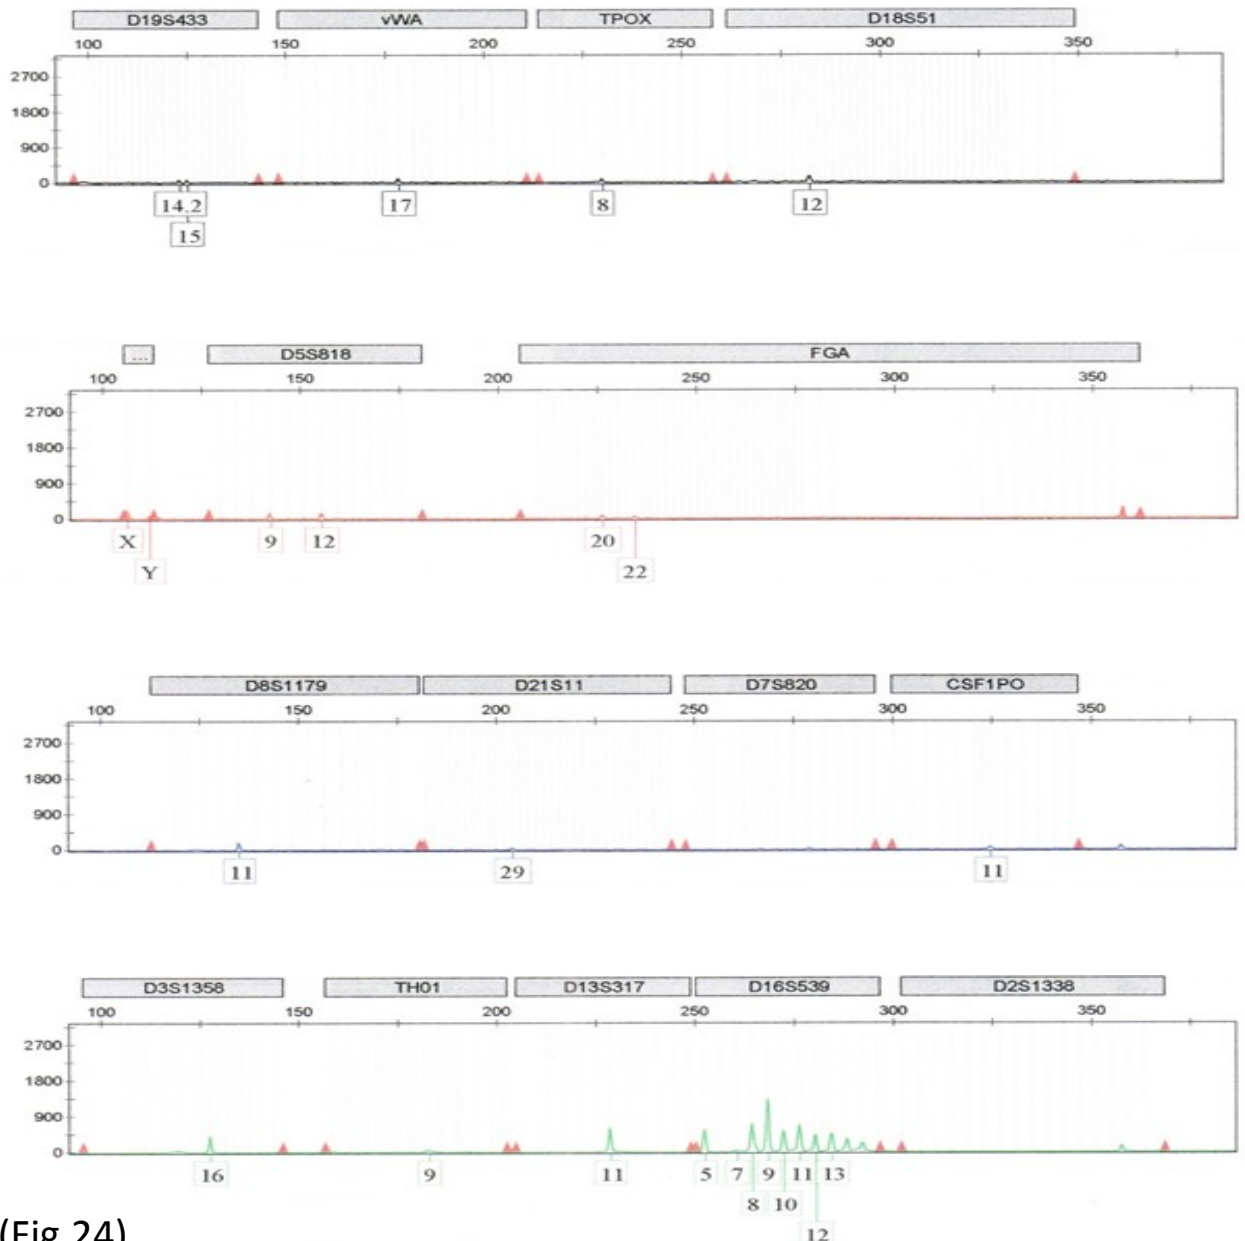 D19S433 vWA TPOX D18S51
100 150 200 250 300 350
2700
1800
900
0
14.2 17 8 12
15
... D5S818 FGA
100 150 200 250 300 350
2700
1800
900
0
X 9 12 20
Y 22
D8S1179 D21S11 D7S820 CSF1PO
100 150 200 250 300 350
2700
1800
900
0
11 29 11
D3S1358 TH01 D13S317 D16S539 D2S1338
100 150 200 250 300 350
2700
1800
900
0
16 9 11 5 7 9 11 13
8 10
12
(Fig 24)